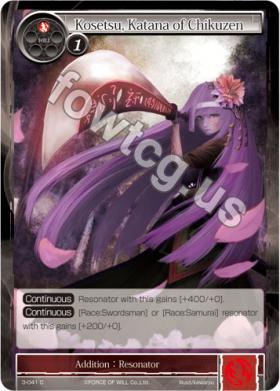 Kosetsu, Katana of Chikuzen
WILL
1
fowtcg.us
Continuous Resonator with this gains [+400/+0].
Continuous [Race:Swordsman] or [Race:Samurai] resonator
with this gains [+200/+0].
Addition : Resonator
3-041 C
©FORCE OF WILL Co.,Ltd.